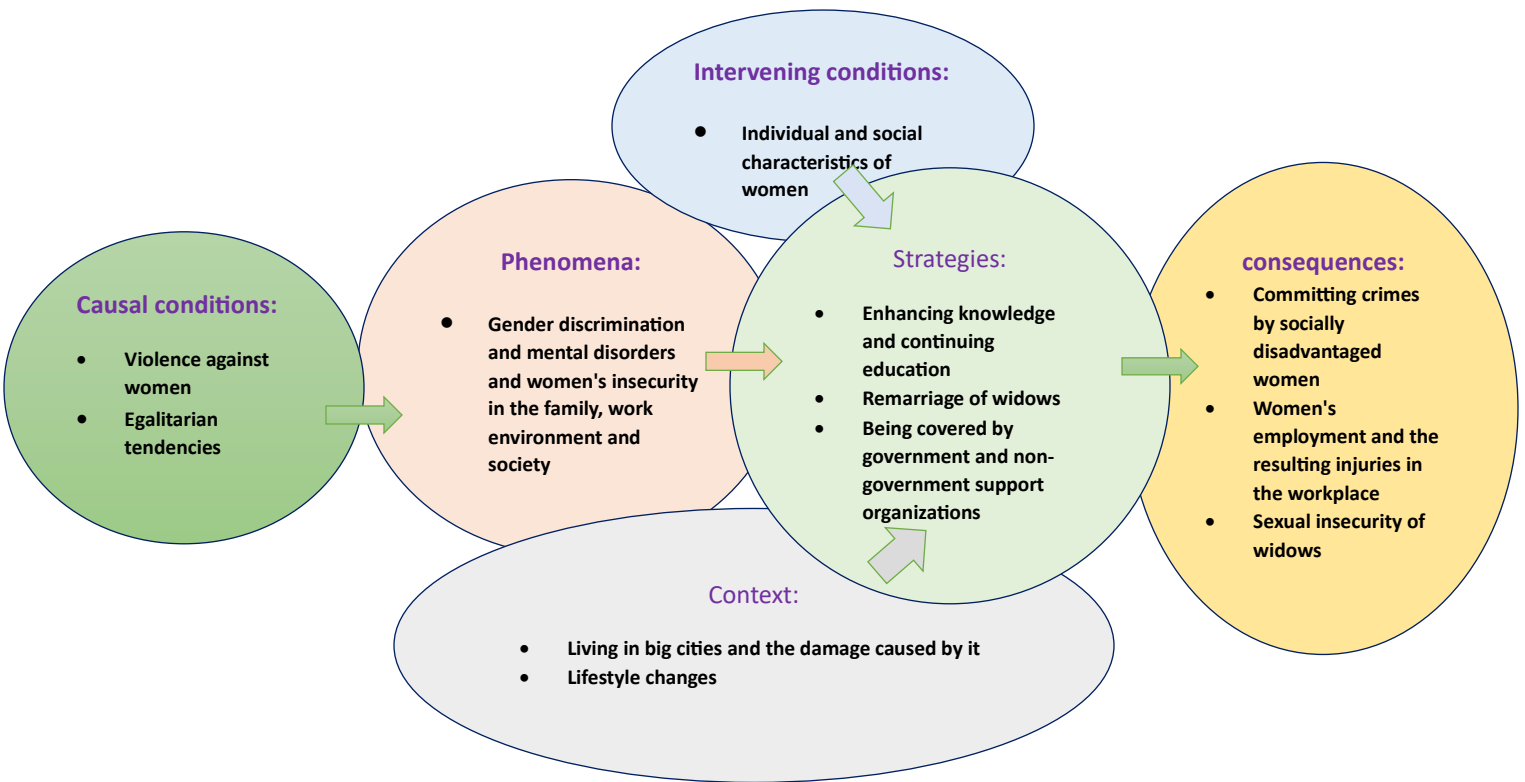 Intervening conditions:
● Individual and social
characteristics of
women
Causal conditions:
• Violence against
women
• Egalitarian
tendencies
Phenomena:
● Gender discrimination
and mental disorders
and women's insecurity
in the family, work
environment and
society
Strategies:
• Enhancing knowledge
and continuing
education
• Remarriage of widows
• Being covered by
government and non-
government support
organizations
consequences:
• Committing crimes
by socially
disadvantaged
women
• Women's
employment and the
resulting injuries in
the workplace
• Sexual insecurity of
widows
Context:
• Living in big cities and the damage caused by it
• Lifestyle changes